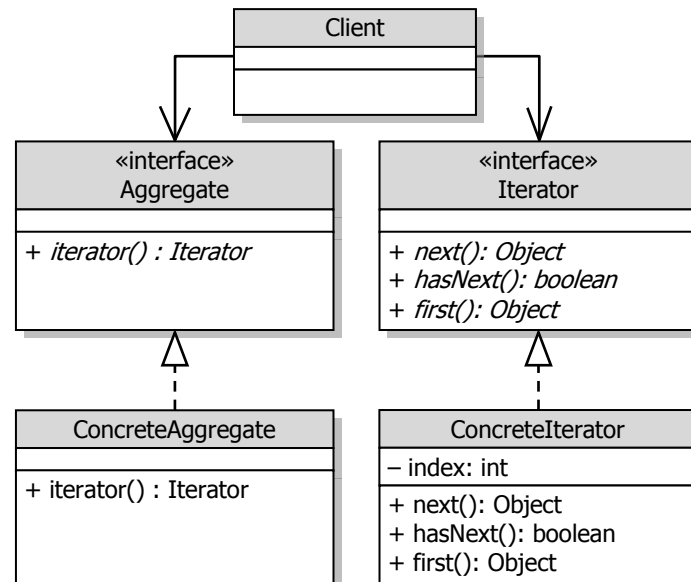 Client
«interface»
Aggregate
+ iterator() : Iterator
«interface»
Iterator
+ next(): Object
+ hasNext(): boolean
+ first(): Object
ConcreteAggregate
+ iterator() : Iterator
ConcreteIterator
– index: int
+ next(): Object
+ hasNext(): boolean
+ first(): Object